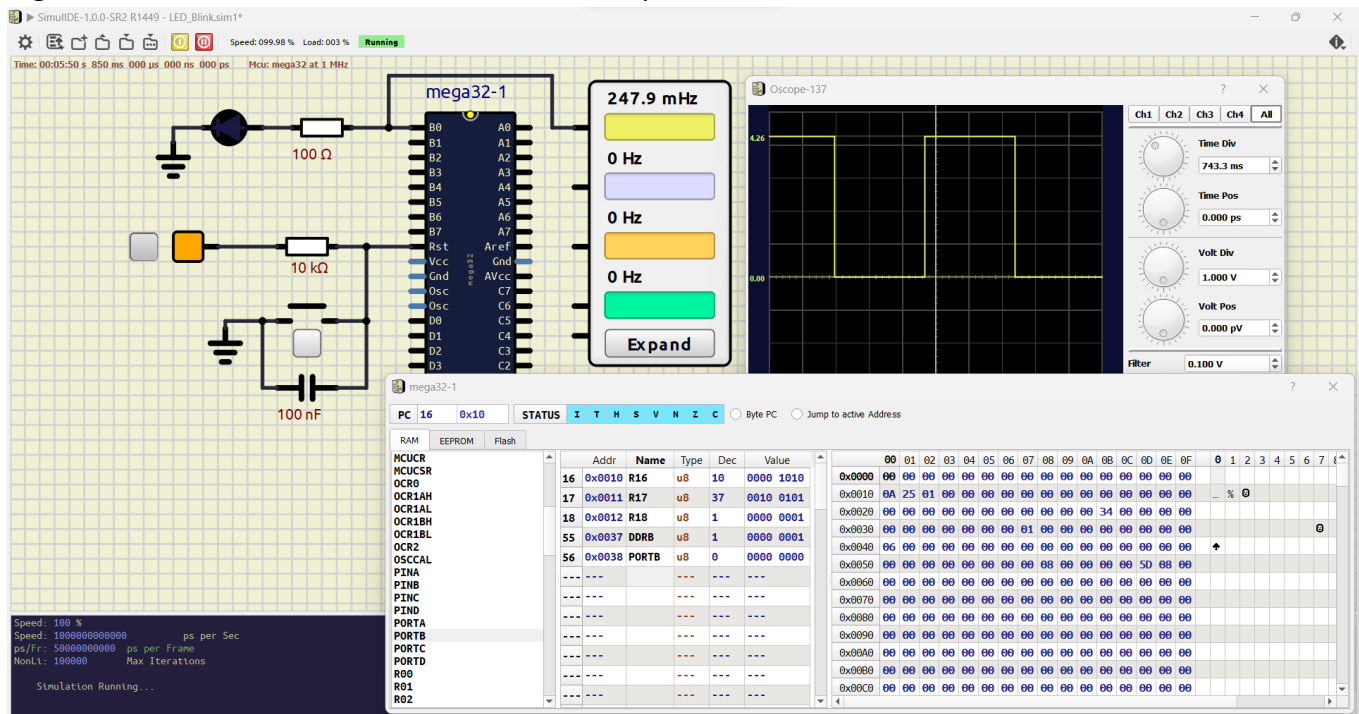 SimulIDE-1.0.0-SR2 R1449 - LED_Blink.sim1*
Speed: 099.98 % Load: 003 % Running
Time: 00:05:50 s 850 ms 000 µs 000 ns 000 ps Mcu: mega32 at 1 MHz
mega32-1
B0 A0
B1 A1
B2 A2
B3 A3
B4 A4
B5 A5
B6 A6
B7 A7
Rst Aref
Vcc Gnd
Gnd AVcc
Osc C7
Osc C6
D0 C5
D1 C4
D2 C3
D3 C2
mega32
100 Ω
10 kΩ
100 nF
247.9 mHz
0 Hz
0 Hz
0 Hz
Expand
Oscope-137 ?
4.26
0.00
Ch1 Ch2 Ch3 Ch4 All
Time Div
743.3 ms
Time Pos
0.000 ps
Volt Div
1.000 V
Volt Pos
0.000 pV
Filter 0.100 V
mega32-1 ?
PC 16 0x10 STATUS I T H S V N Z C Byte PC Jump to active Address
RAM EEPROM Flash
MCUCR
MCUCSR
OCR0
OCR1AH
OCR1AL
OCR1BH
OCR1BL
OCR2
OSCCAL
PINA
PINB
PINC
PIND
PORTA
PORTB
PORTC
PORTD
R00
R01
R02
Addr Name Type Dec Value
16 0x0010 R16 u8 10 0000 1010
17 0x0011 R17 u8 37 0010 0101
18 0x0012 R18 u8 1 0000 0001
55 0x0037 DDRB u8 1 0000 0001
56 0x0038 PORTB u8 0 0000 0000
--- --- --- --- ---
--- --- --- --- ---
--- --- --- --- ---
--- --- --- --- ---
--- --- --- --- ---
--- --- --- --- ---
--- --- --- --- ---
00 01 02 03 04 05 06 07 08 09 0A 0B 0C 0D 0E 0F 0 1 2 3 4 5 6 7 8
0x0000 00 00 00 00 00 00 00 00 00 00 00 00 00 00 00 00
0x0010 0A 25 01 00 00 00 00 00 00 00 00 00 00 00 00 00 _ %
0x0020 00 00 00 00 00 00 00 00 00 00 00 34 00 00 00 00
0x0030 00 00 00 00 00 00 00 01 00 00 00 00 00 00 00 00
0x0040 06 00 00 00 00 00 00 00 00 00 00 00 00 00 00 00
0x0050 00 00 00 00 00 00 00 08 00 00 00 00 00 5D 08 00
0x0060 00 00 00 00 00 00 00 00 00 00 00 00 00 00 00 00
0x0070 00 00 00 00 00 00 00 00 00 00 00 00 00 00 00 00
0x0080 00 00 00 00 00 00 00 00 00 00 00 00 00 00 00 00
0x0090 00 00 00 00 00 00 00 00 00 00 00 00 00 00 00 00
0x00A0 00 00 00 00 00 00 00 00 00 00 00 00 00 00 00 00
0x00B0 00 00 00 00 00 00 00 00 00 00 00 00 00 00 00 00
0x00C0 00 00 00 00 00 00 00 00 00 00 00 00 00 00 00 00
Speed: 100 %
Speed: 1000000000000 ps per Sec
ps/Fr: 50000000000 ps per Frame
NonLi: 100000 Max Iterations
Simulation Running...